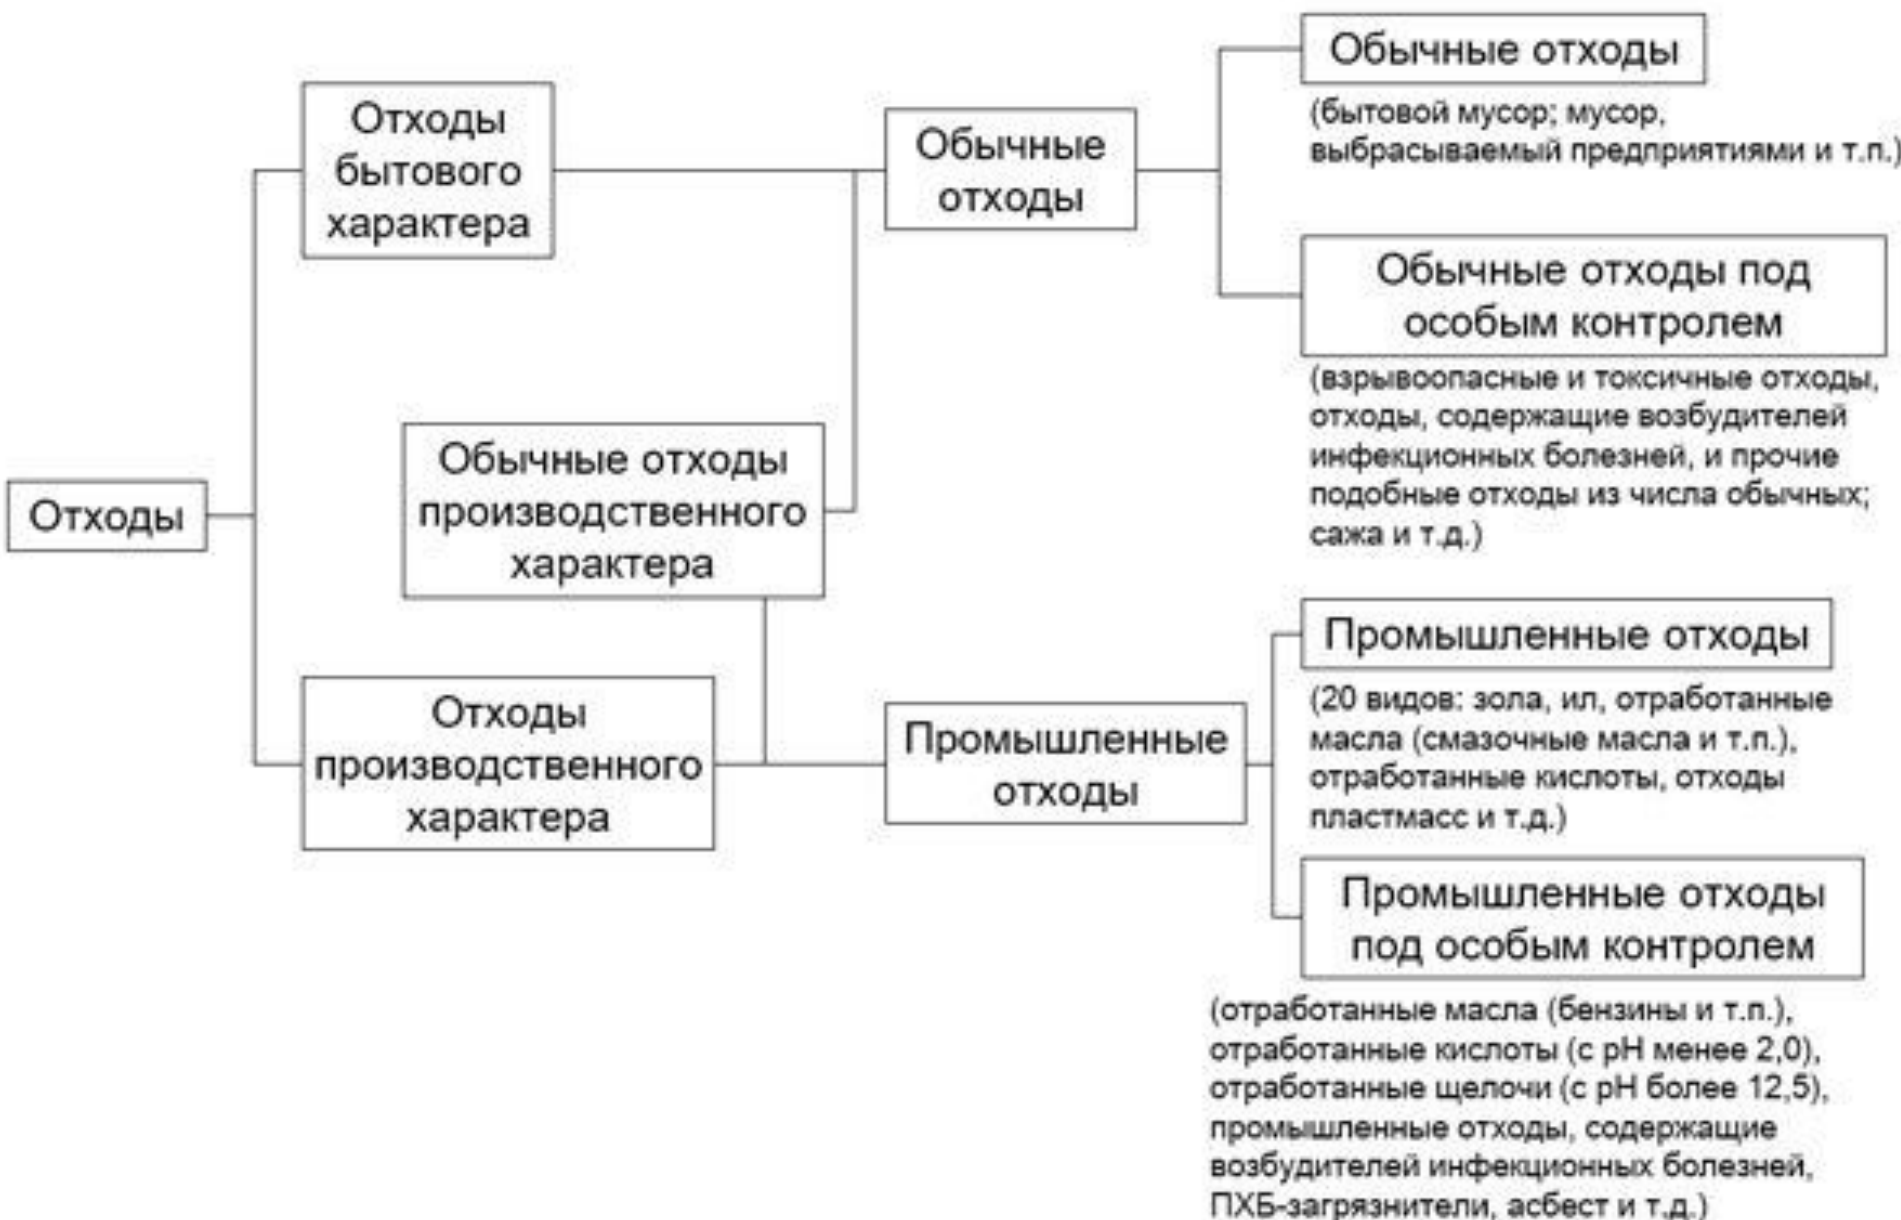 Отходы
Отходы
бытового
характера
Обычные отходы
производственного
характера
Отходы
производственного
характера
Обычные
отходы
Промышленные
отходы
Обычные отходы
(бытовой мусор; мусор,
выбрасываемый предприятиями и т.п.)
Обычные отходы под
особым контролем
(взрывоопасные и токсичные отходы,
отходы, содержащие возбудителей
инфекционных болезней, и прочие
подобные отходы из числа обычных;
сажа и т.д.)
Промышленные отходы
(20 видов: зола, ил, отработанные
масла (смазочные масла и т.п.),
отработанные кислоты, отходы
пластмасс и т.д.)
Промышленные отходы
под особым контролем
(отработанные масла (бензины и т.п.),
отработанные кислоты (с pH менее 2,0),
отработанные щелочи (с pH более 12,5),
промышленные отходы, содержащие
возбудителей инфекционных болезней,
ПХБ-загрязнители, асбест и т.д.)